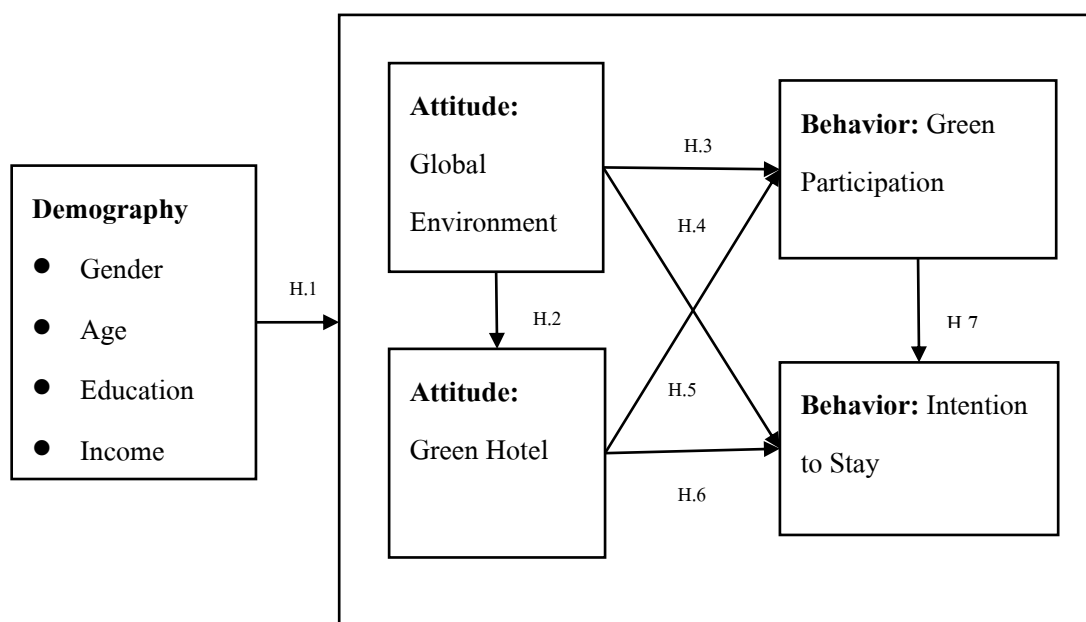 Demography
● Gender
● Age
● Education
● Income
H.1
Attitude:
Global
Environment
H.2
Attitude:
Green Hotel
H.3
H.4
H.5
H.6
Behavior: Green
Participation
H.7
Behavior: Intention
to Stay